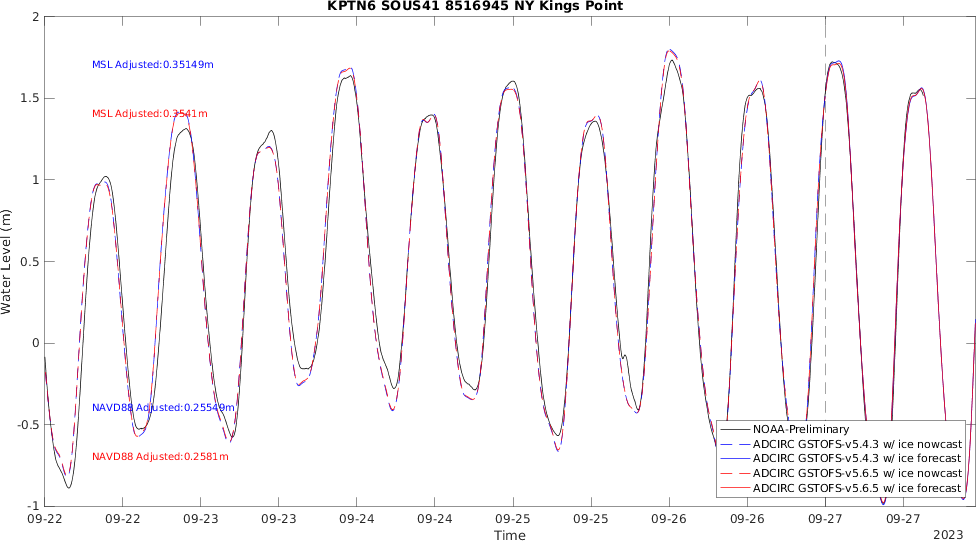 KPTN6 SOUS41 8516945 NY Kings Point
2
1.5
1
0.5
0
-0.5
-1
Water Level (m)
MSL Adjusted:0.35149m
MSL Adjusted:0.3541m
NAVD88 Adjusted:0.25549m
NAVD88 Adjusted:0.2581m
NOAA-Preliminary
ADCIRC GSTOFS-v5.4.3 w/ ice nowcast
ADCIRC GSTOFS-v5.4.3 w/ ice forecast
ADCIRC GSTOFS-v5.6.5 w/ ice nowcast
ADCIRC GSTOFS-v5.6.5 w/ ice forecast
09-22 09-22 09-23 09-23 09-24 09-24 09-25 09-25 09-26 09-26 09-27 09-27
Time
2023